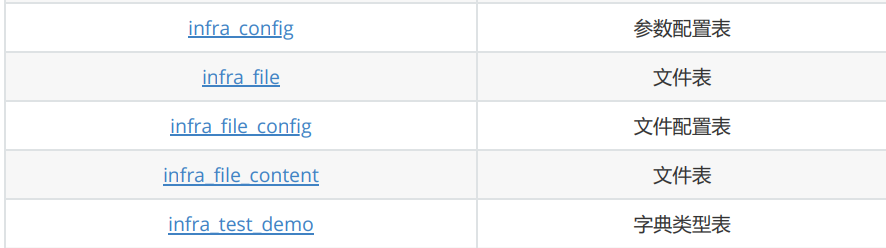 infra_config 参数配置表
infra_file 文件表
infra_file_config 文件配置表
infra_file_content 文件表
infra_test_demo 字典类型表